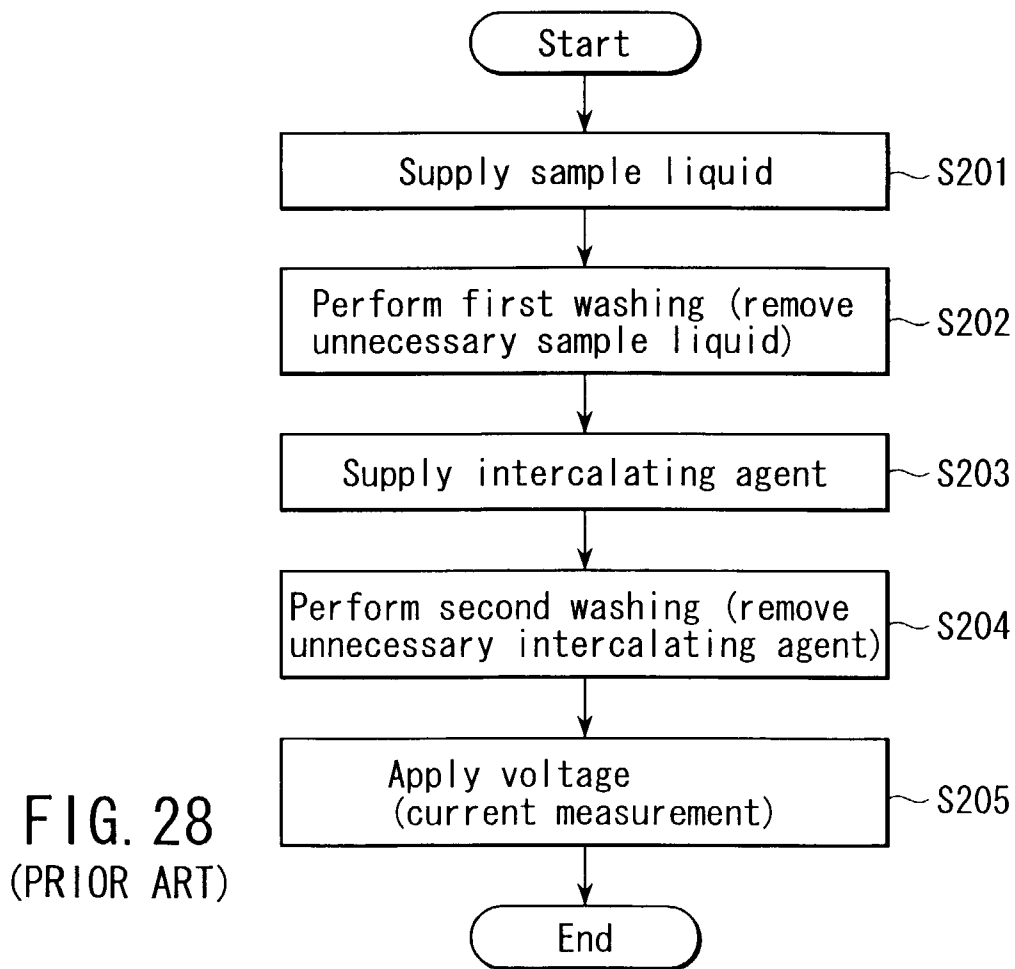 Start
Supply sample liquid
S201
Perform first washing (remove
unnecessary sample liquid)
S202
Supply intercalating agent
S203
Perform second washing (remove
unnecessary intercalating agent)
S204
Apply voltage
(current measurement)
S205
End
FIG. 28
(PRIOR ART)